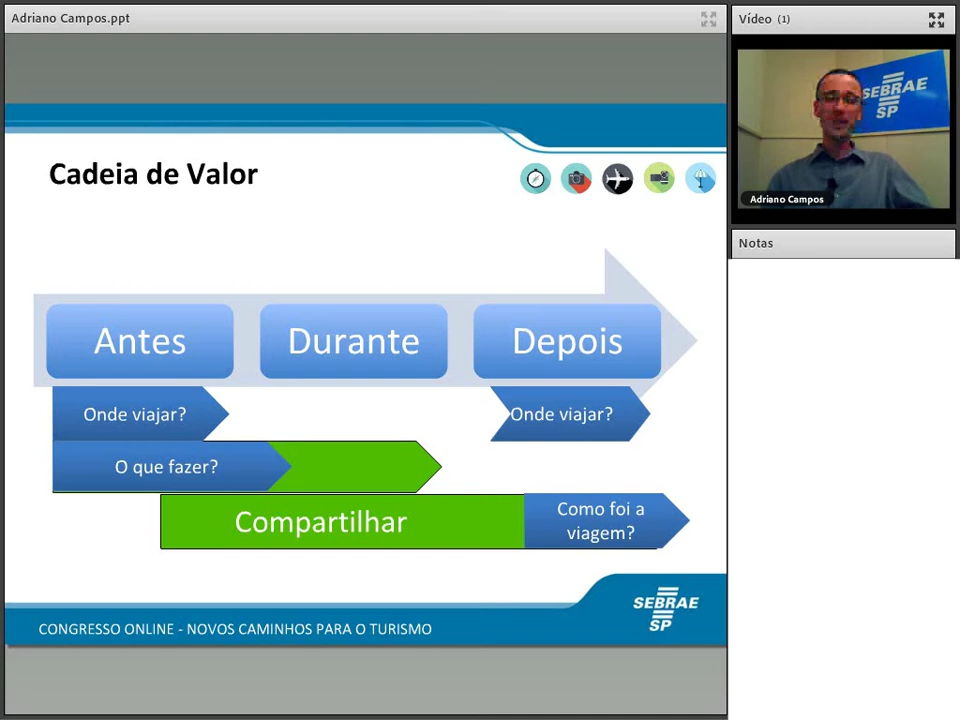 Adriano Campos.ppt
Vídeo (1)
SEBRAE
SP
Adriano Campos
Notas
Cadeia de Valor
Antes
Durante
Depois
Onde viajar?
Onde viajar?
O que fazer?
Compartilhar
Como foi a
viagem?
CONGRESSO ONLINE - NOVOS CAMINHOS PARA O TURISMO
SEBRAE
SP